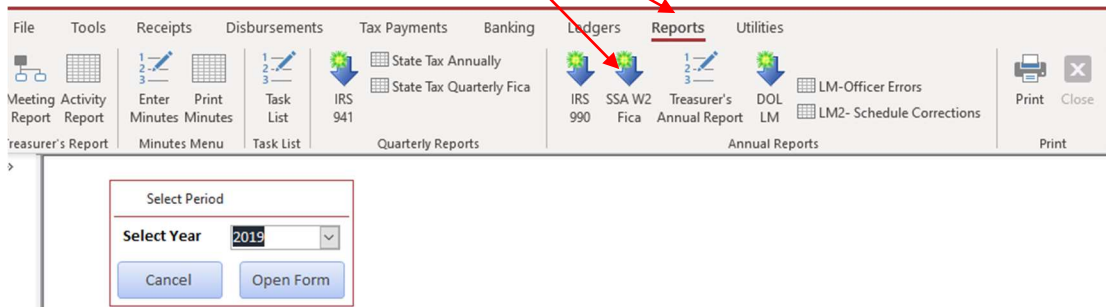 File Tools Receipts Disbursements Tax Payments Banking Ledgers Reports Utilities
Meeting Report
Activity Report
Enter Minutes
Print Minutes
Task List
IRS 941
State Tax Annually
State Tax Quarterly Fica
IRS 990
SSA W2 Fica
Treasurer's Annual Report
DOL LM
LM-Officer Errors
LM2- Schedule Corrections
Print
Close
Treasurer's Report Minutes Menu Task List Quarterly Reports Annual Reports Print
Select Period
Select Year 2019
Cancel Open Form